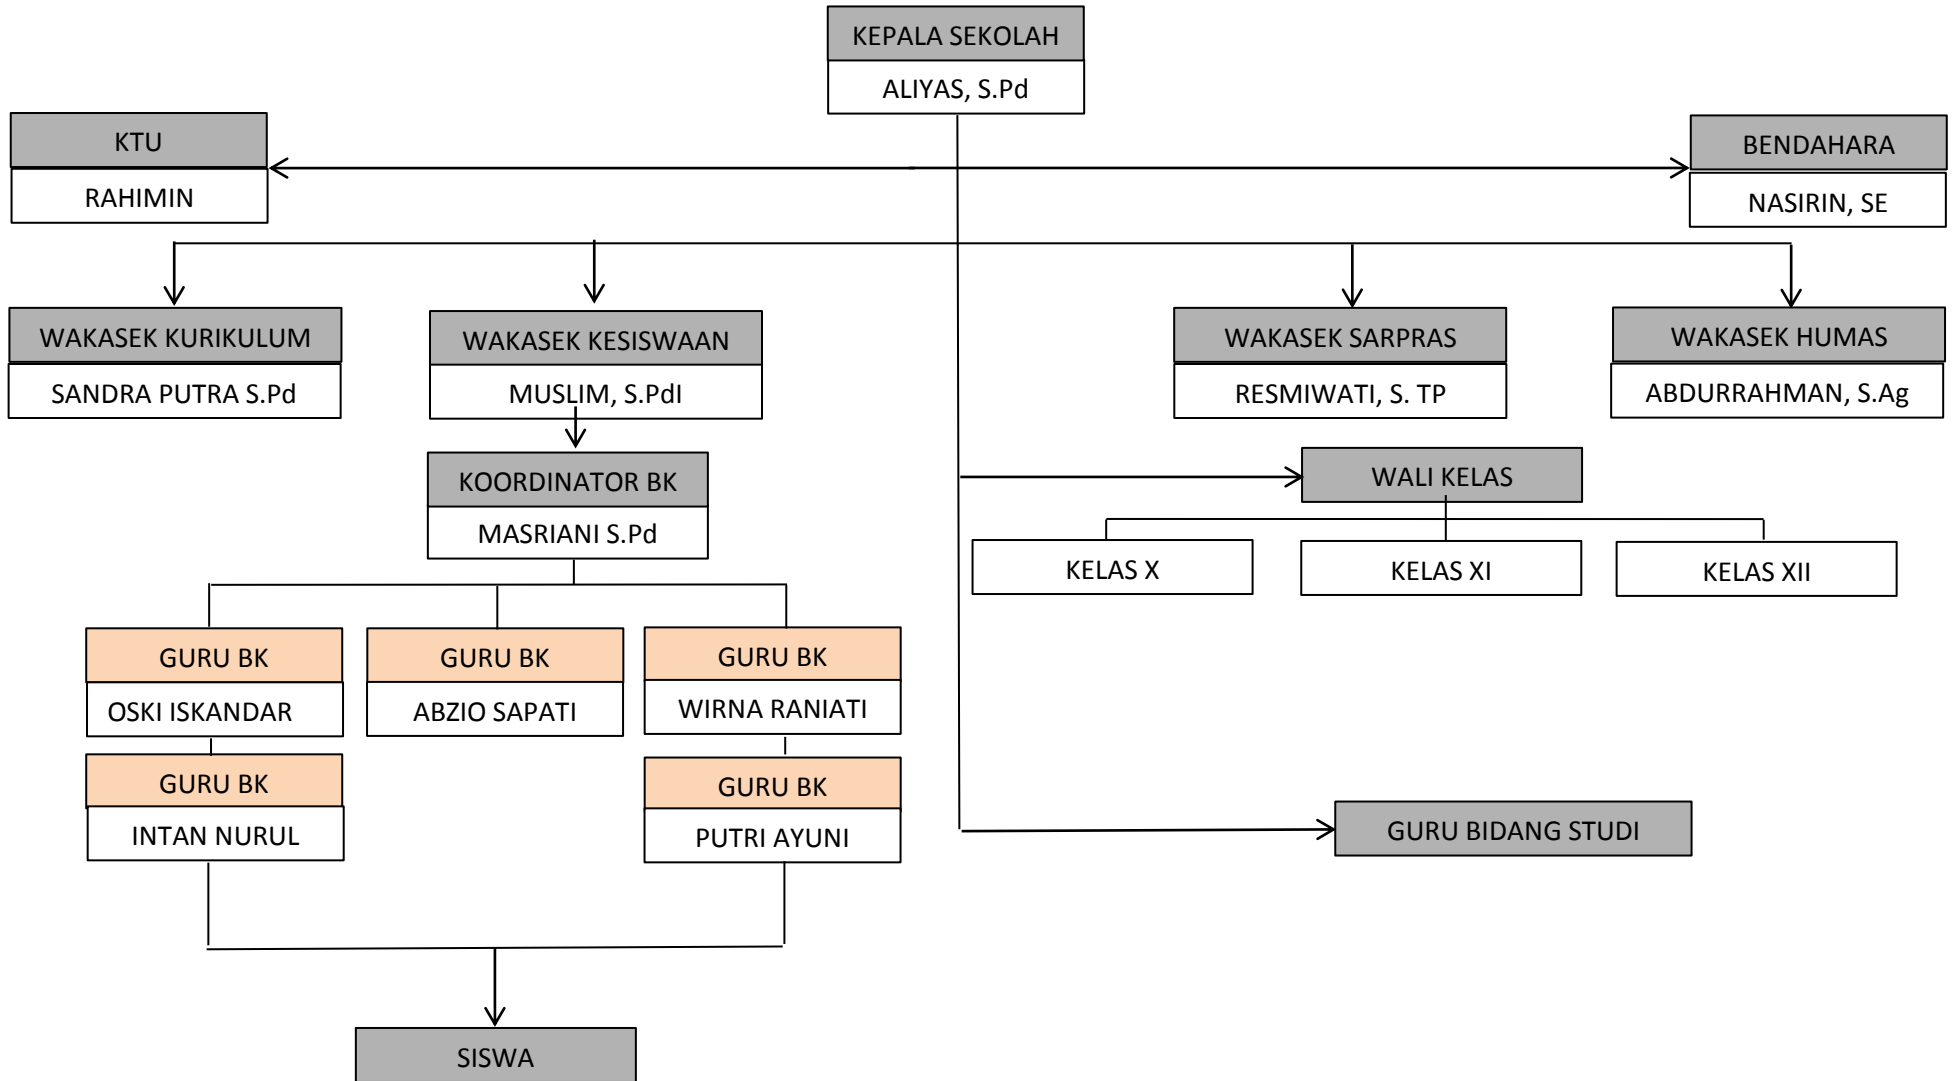 KEPALA SEKOLAH
ALIYAS, S.Pd
KTU
RAHIMIN
BENDAHARA
NASIRIN, SE
WAKASEK KURIKULUM
SANDRA PUTRA S.Pd
WAKASEK KESISWAAN
MUSLIM, S.PdI
WAKASEK SARPRAS
RESMIWATI, S. TP
WAKASEK HUMAS
ABDURRAHMAN, S.Ag
KOORDINATOR BK
MASRIANI S.Pd
WALI KELAS
KELAS X
KELAS XI
KELAS XII
GURU BK
OSKI ISKANDAR
GURU BK
ABZIO SAPATI
GURU BK
WIRNA RANIATI
GURU BK
INTAN NURUL
GURU BK
PUTRI AYUNI
GURU BIDANG STUDI
SISWA